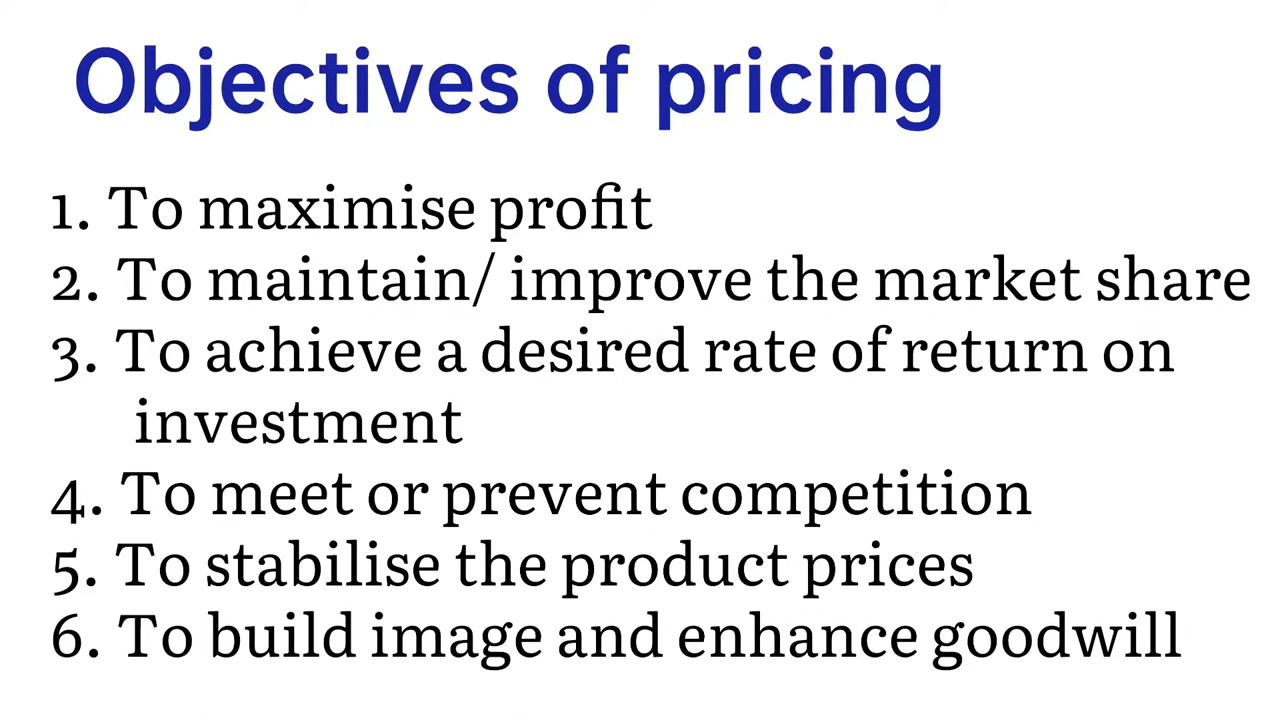 Objectives of pricing
1. To maximise profit
2. To maintain/ improve the market share
3. To achieve a desired rate of return on
investment
4. To meet or prevent competition
5. To stabilise the product prices
6. To build image and enhance goodwill